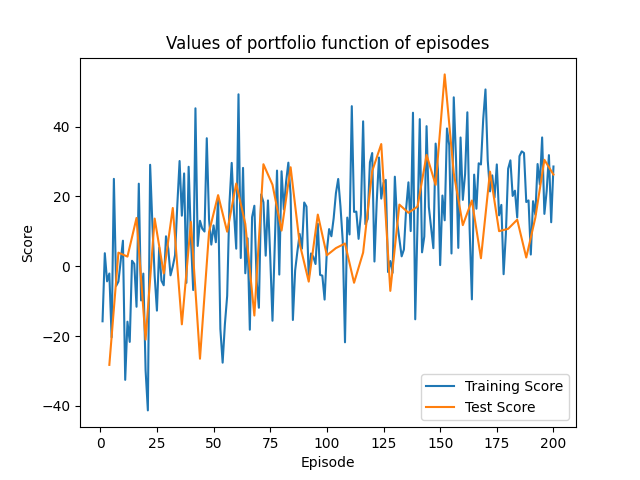 Values of portfolio function of episodes
Score
40
20
0
−20
−40
0 25 50 75 100 125 150 175 200
Episode
Training Score
Test Score